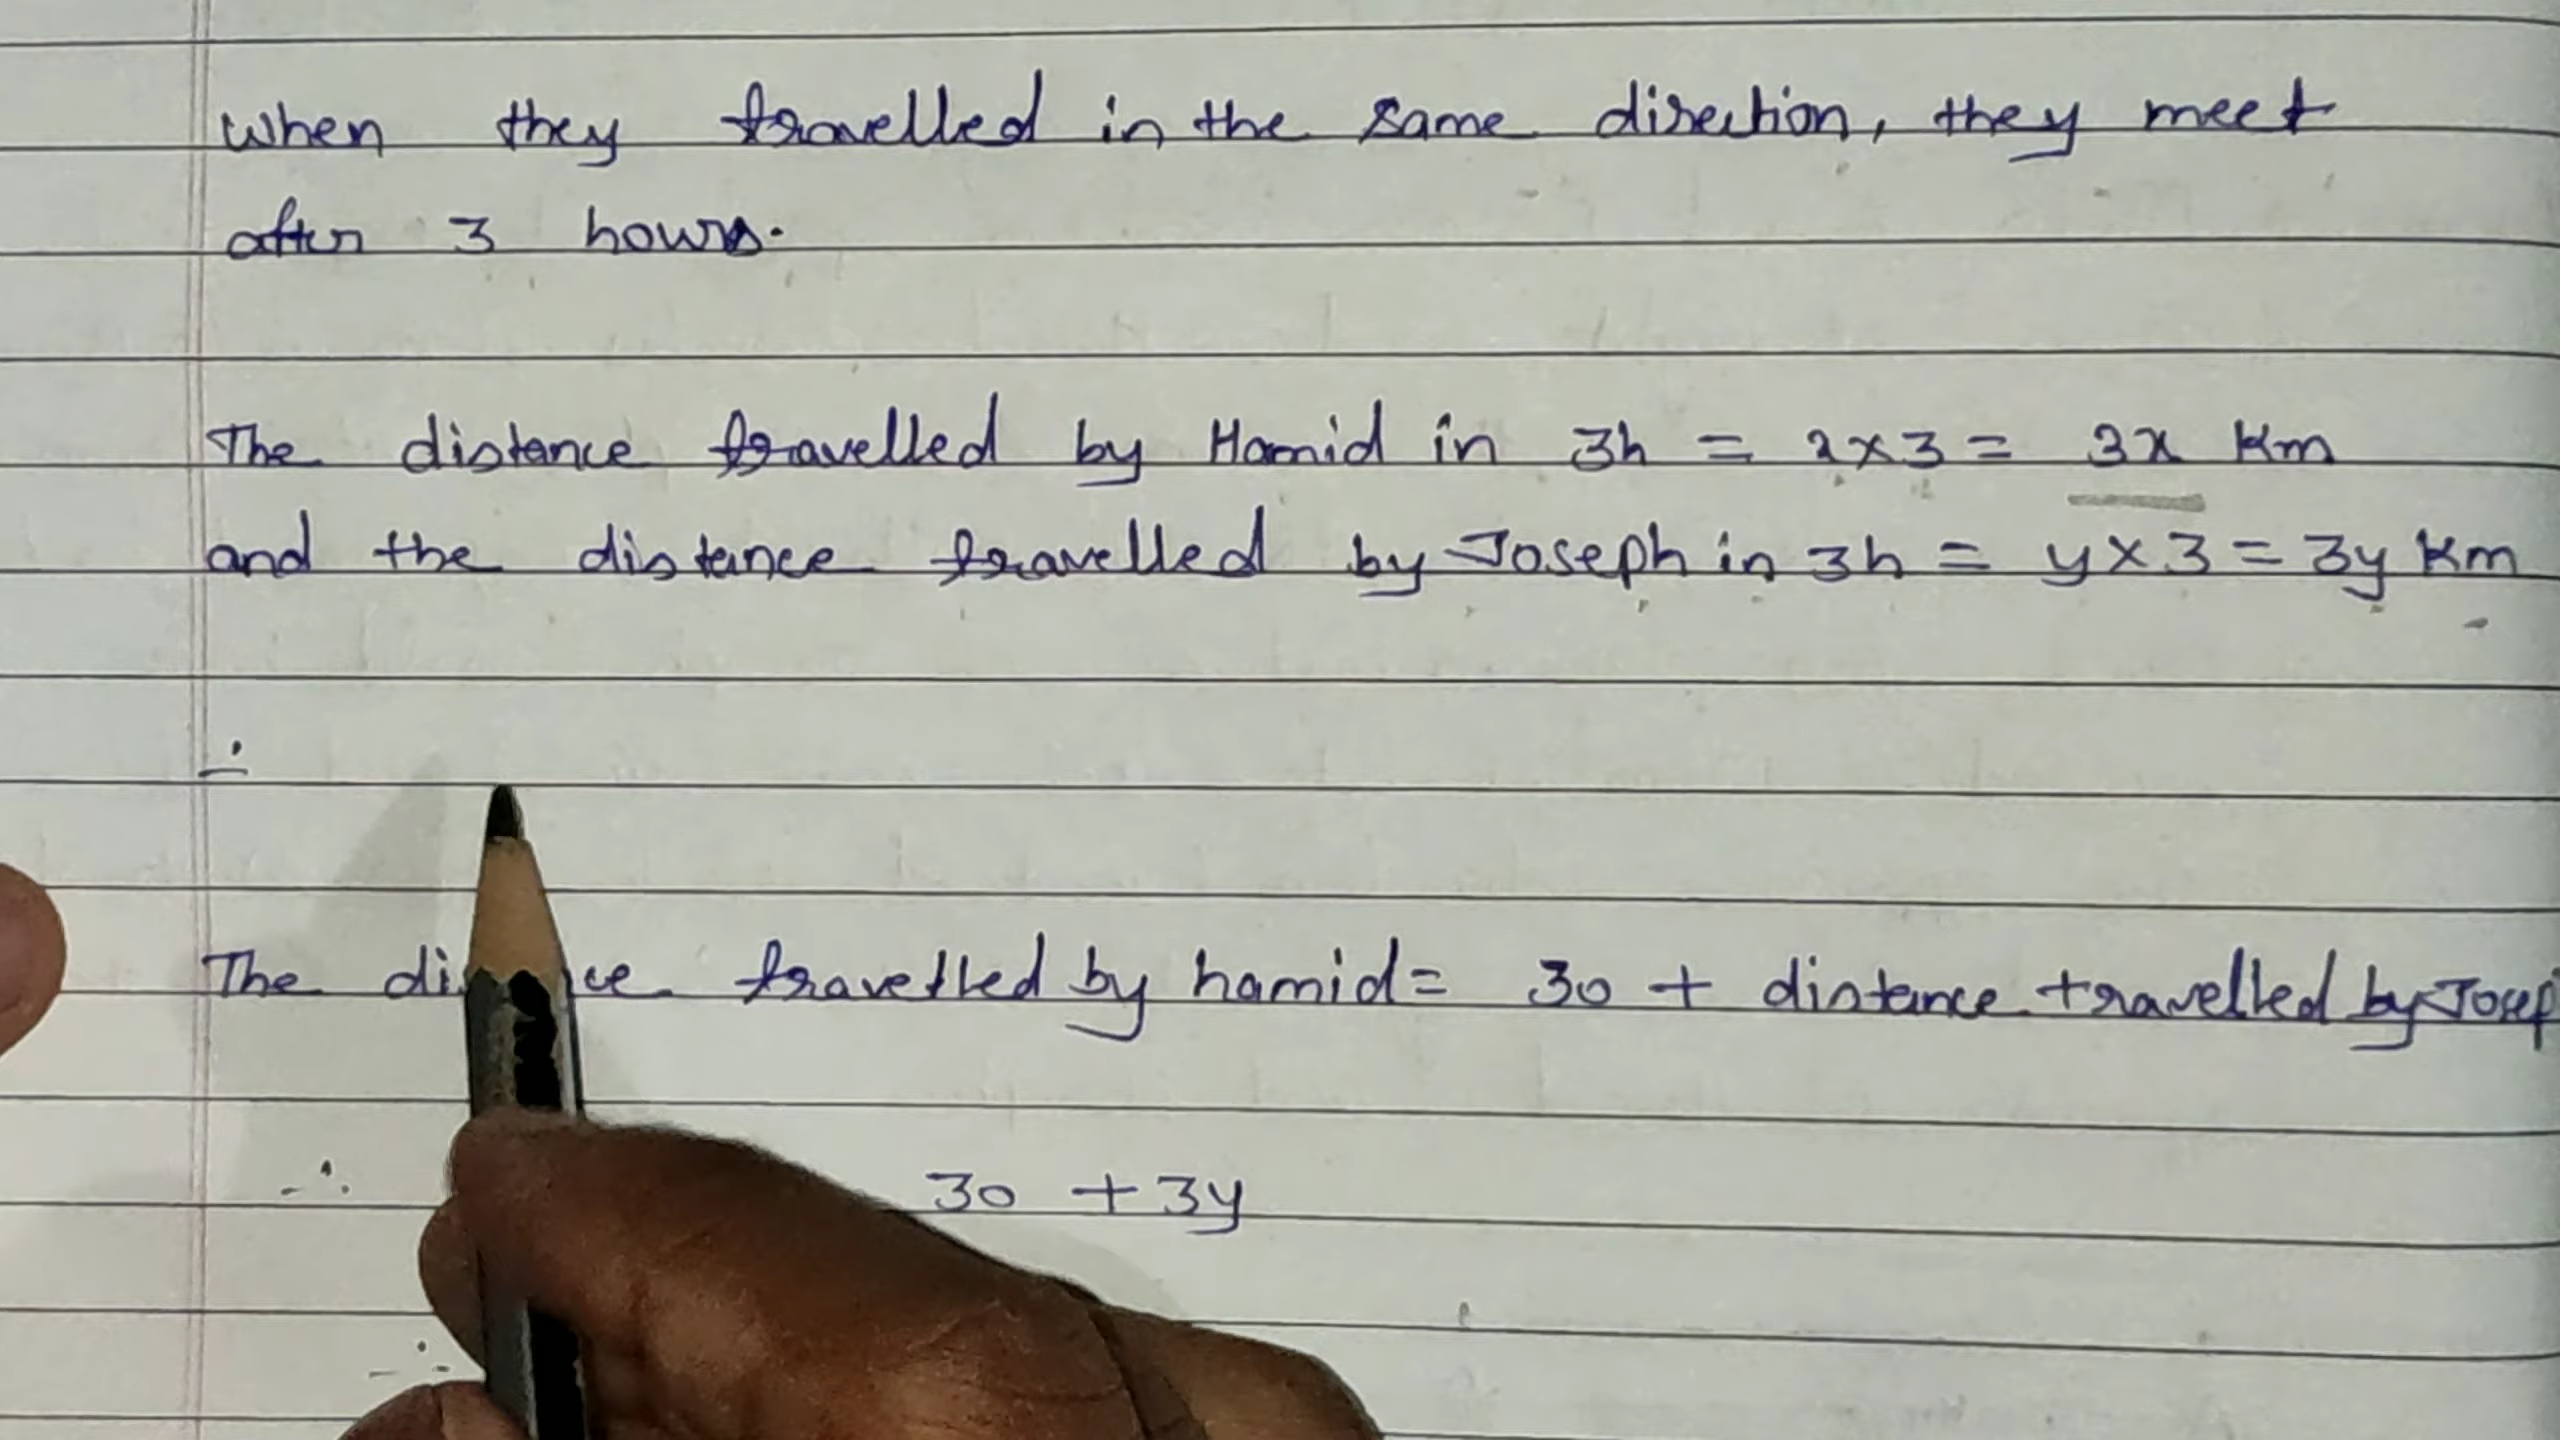 When they travelled in the same direction, they meet
after 3 hours.
The distance travelled by Hamid in 3h = x×3 = 3x Km
and the distance travelled by Joseph in 3h = y×3 = 3y Km
The travelled by hamid = 30 + distance travelled by Josep
∴ 30 + 3y